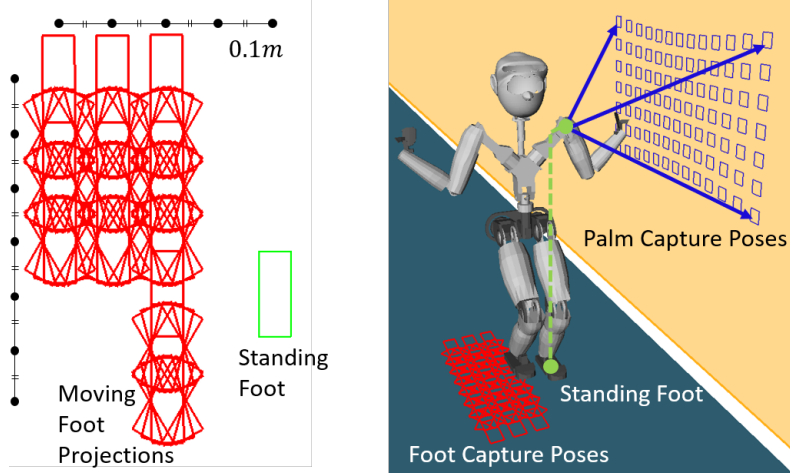 0.1m
Standing
Foot
Moving
Foot
Projections
Palm Capture Poses
Standing Foot
Foot Capture Poses